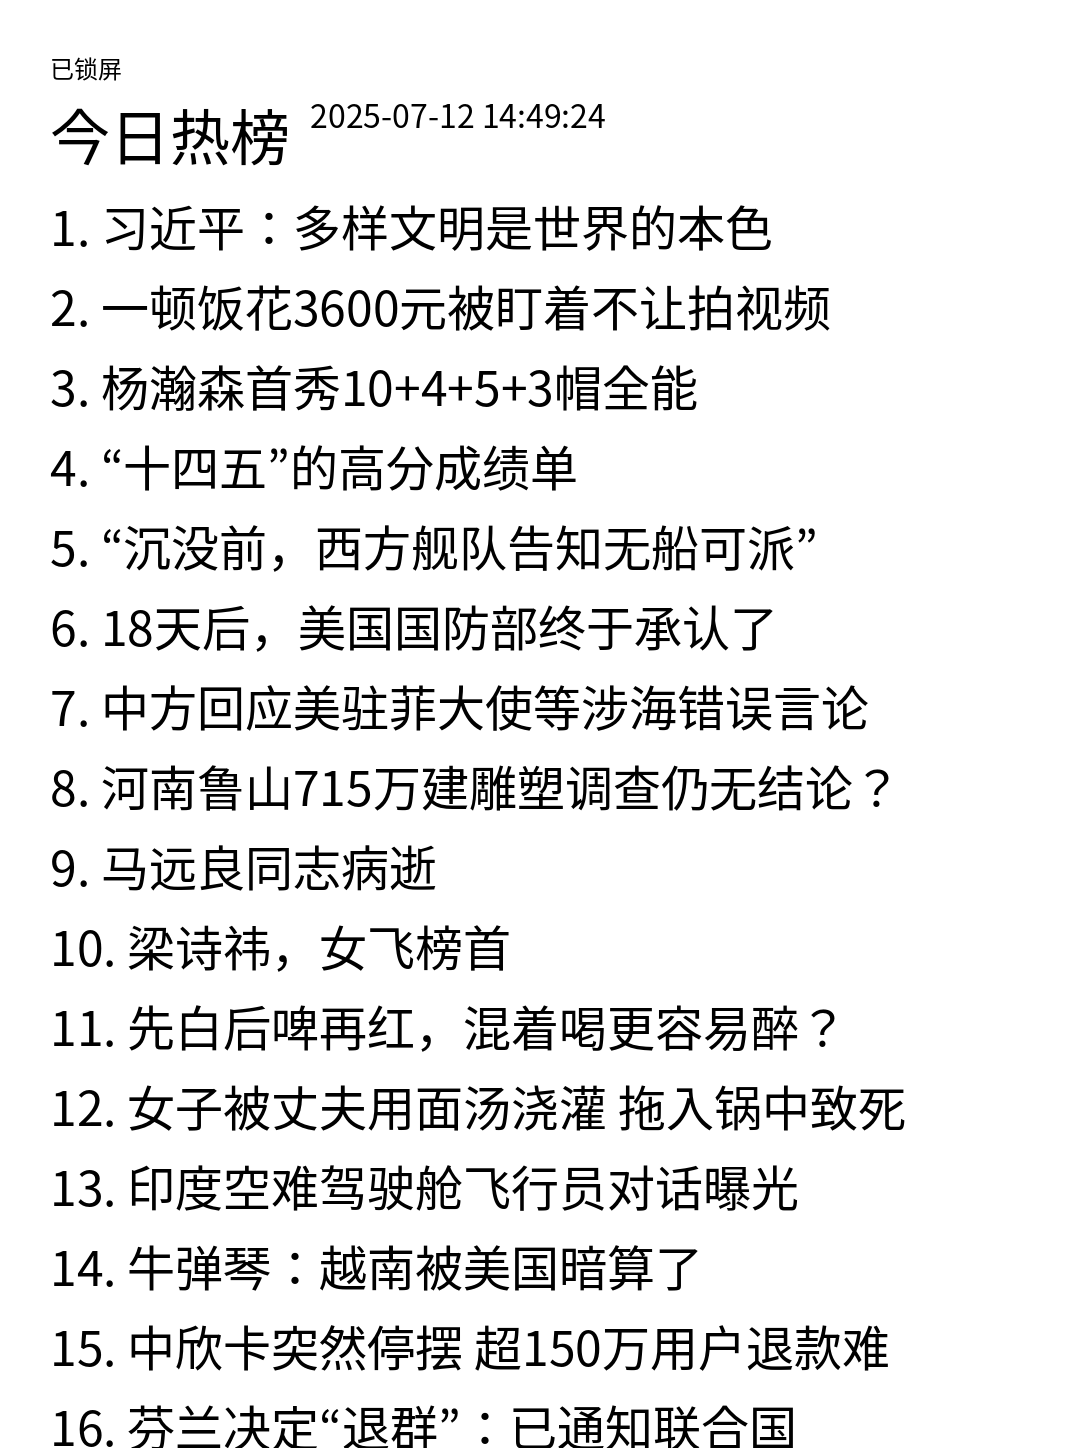 已锁屏
今日热榜 2025-07-12 14:49:24
1. 习近平：多样文明是世界的本色
2. 一顿饭花3600元被盯着不让拍视频
3. 杨瀚森首秀10+4+5+3帽全能
4. “十四五”的高分成绩单
5. “沉没前，西方舰队告知无船可派”
6. 18天后，美国国防部终于承认了
7. 中方回应美驻菲大使等涉海错误言论
8. 河南鲁山715万建雕塑调查仍无结论？
9. 马远良同志病逝
10. 梁诗祎，女飞榜首
11. 先白后啤再红，混着喝更容易醉？
12. 女子被丈夫用面汤浇灌 拖入锅中致死
13. 印度空难驾驶舱飞行员对话曝光
14. 牛弹琴：越南被美国暗算了
15. 中欣卡突然停摆 超150万用户退款难
16. 芬兰决定“退群”：已通知联合国